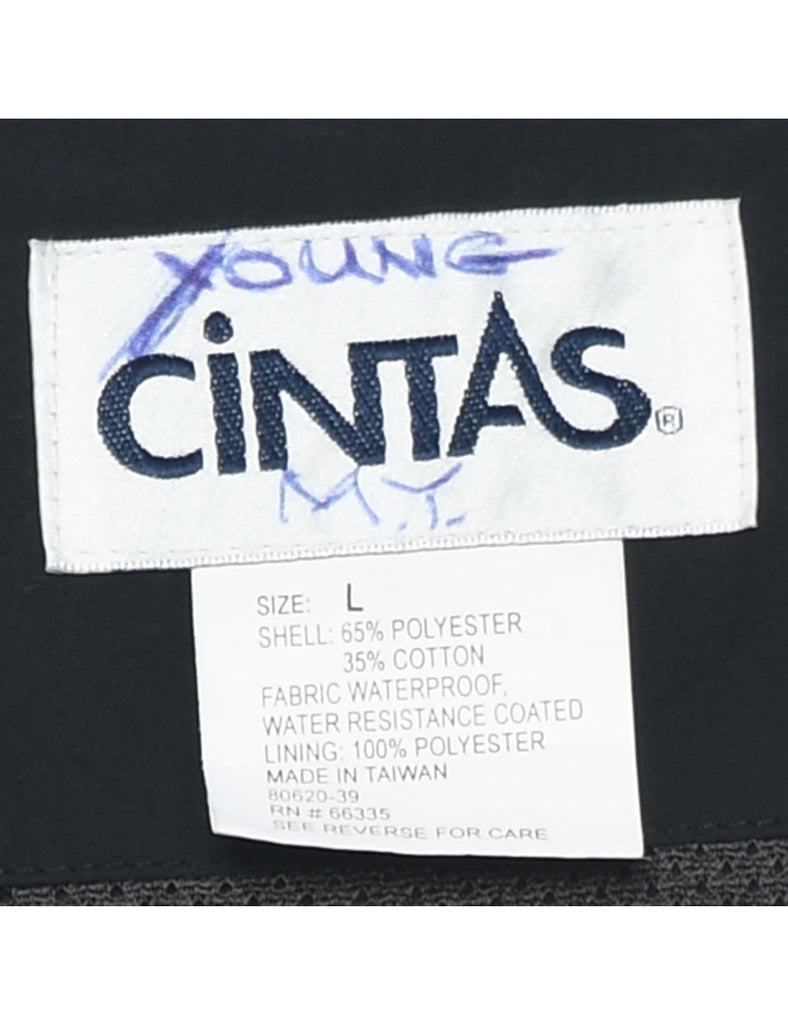 YOUNG
CiNTAS®
M.Y.
SIZE: L
SHELL: 65% POLYESTER
35% COTTON
FABRIC WATERPROOF,
WATER RESISTANCE COATED
LINING: 100% POLYESTER
MADE IN TAIWAN
80620-39
RN # 66335
SEE REVERSE FOR CARE